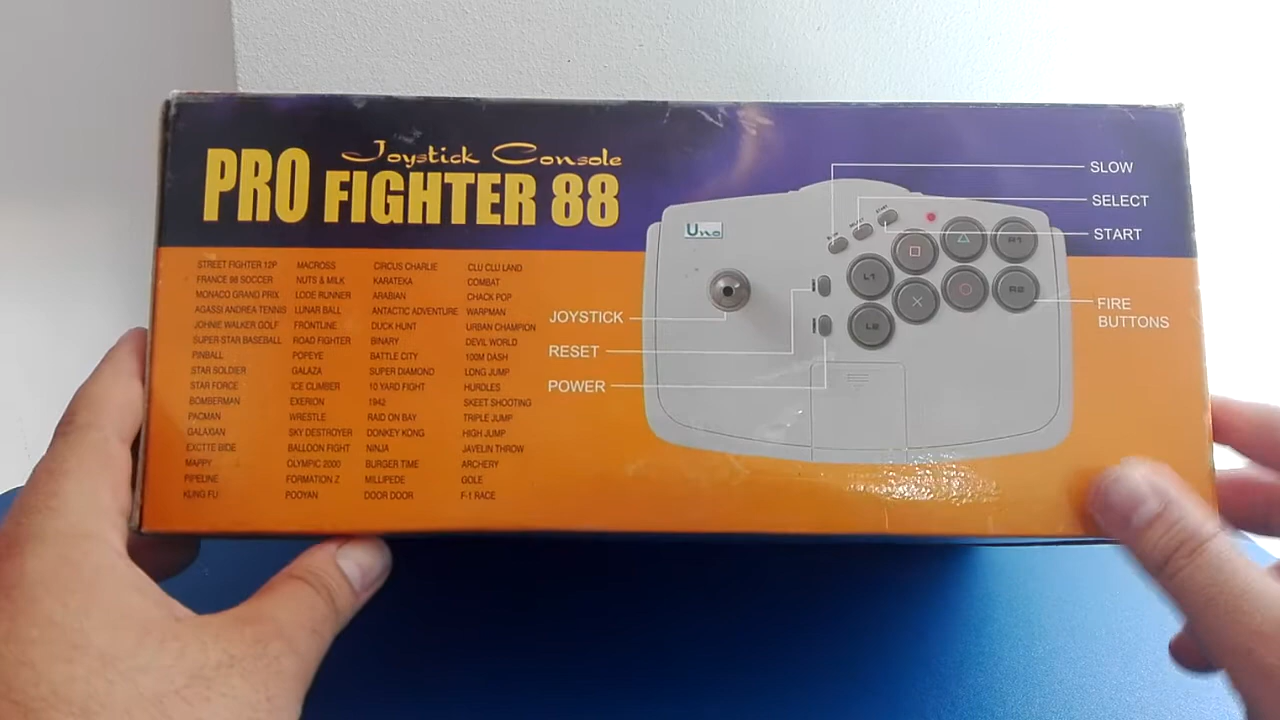 Joystick Console
PRO FIGHTER 88
STREET FIGHTER 12P
FRANCE 98 SOCCER
MONACO GRAND PRIX
AGASSI ANDREA TENNIS
JOHNIE WALKER GOLF
SUPER-STAR BASEBALL
PINBALL
STAR SOLDIER
STAR FORCE
BOMBERMAN
PACMAN
GALAXIAN
EXCTTE BIDE
MAPPY
PIPELINE
KUNG FU
MACROSS
NUTS & MILK
LODE RUNNER
LUNAR BALL
FRONTLINE
ROAD FIGHTER
POPEYE
GALAZA
ICE CLIMBER
EXERION
WRESTLE
SKY DESTROYER
BALLOON FIGHT
OLYMPIC 2000
FORMATION Z
POOYAN
CIRCUS CHARLIE
KARATEKA
ARABIAN
ANTACTIC ADVENTURE
DUCK HUNT
BINARY
BATTLE CITY
SUPER DIAMOND
10 YARD FIGHT
1942
RAID ON BAY
DONKEY KONG
NINJA
BURGER TIME
MILLIPEDE
DOOR DOOR
CLU CLU LAND
COMBAT
CHACK POP
WARPMAN
URBAN CHAMPION
DEVIL WORLD
100M DASH
LONG JUMP
HURDLES
SKEET SHOOTING
TRIPLE JUMP
HIGH JUMP
JAVELIN THROW
ARCHERY
GOLE
F-1 RACE
JOYSTICK
RESET
POWER
Uno
SLOW
SELECT
START
FIRE
BUTTONS
L1
L2
R1
R2